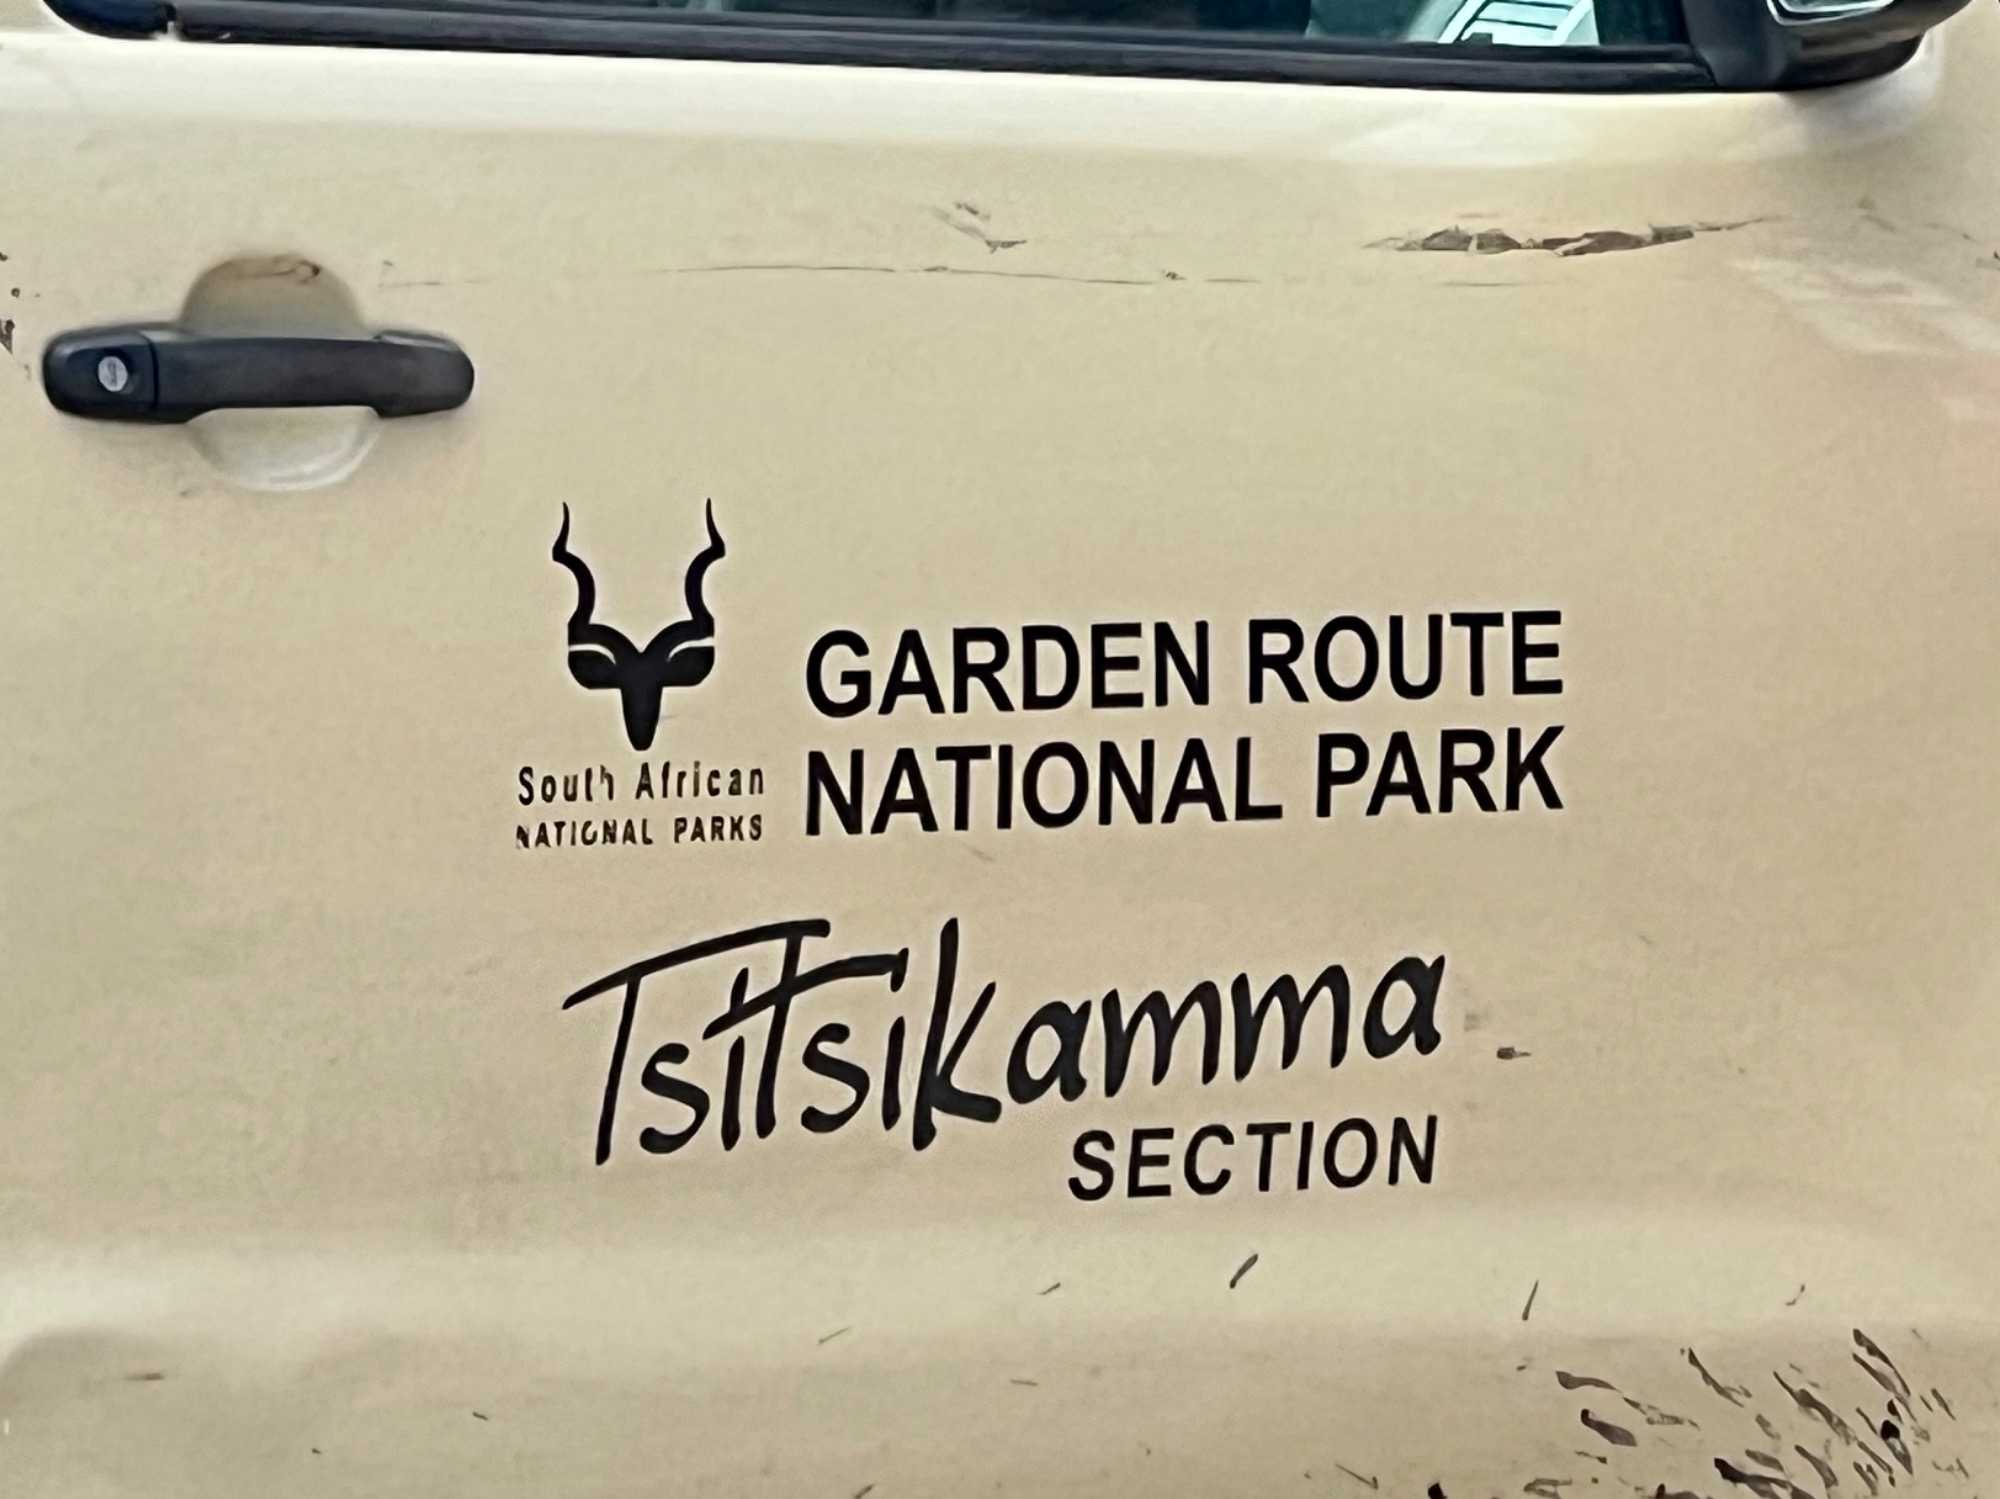 South African
NATIONAL PARKS
GARDEN ROUTE
NATIONAL PARK
Tsitsikamma
SECTION